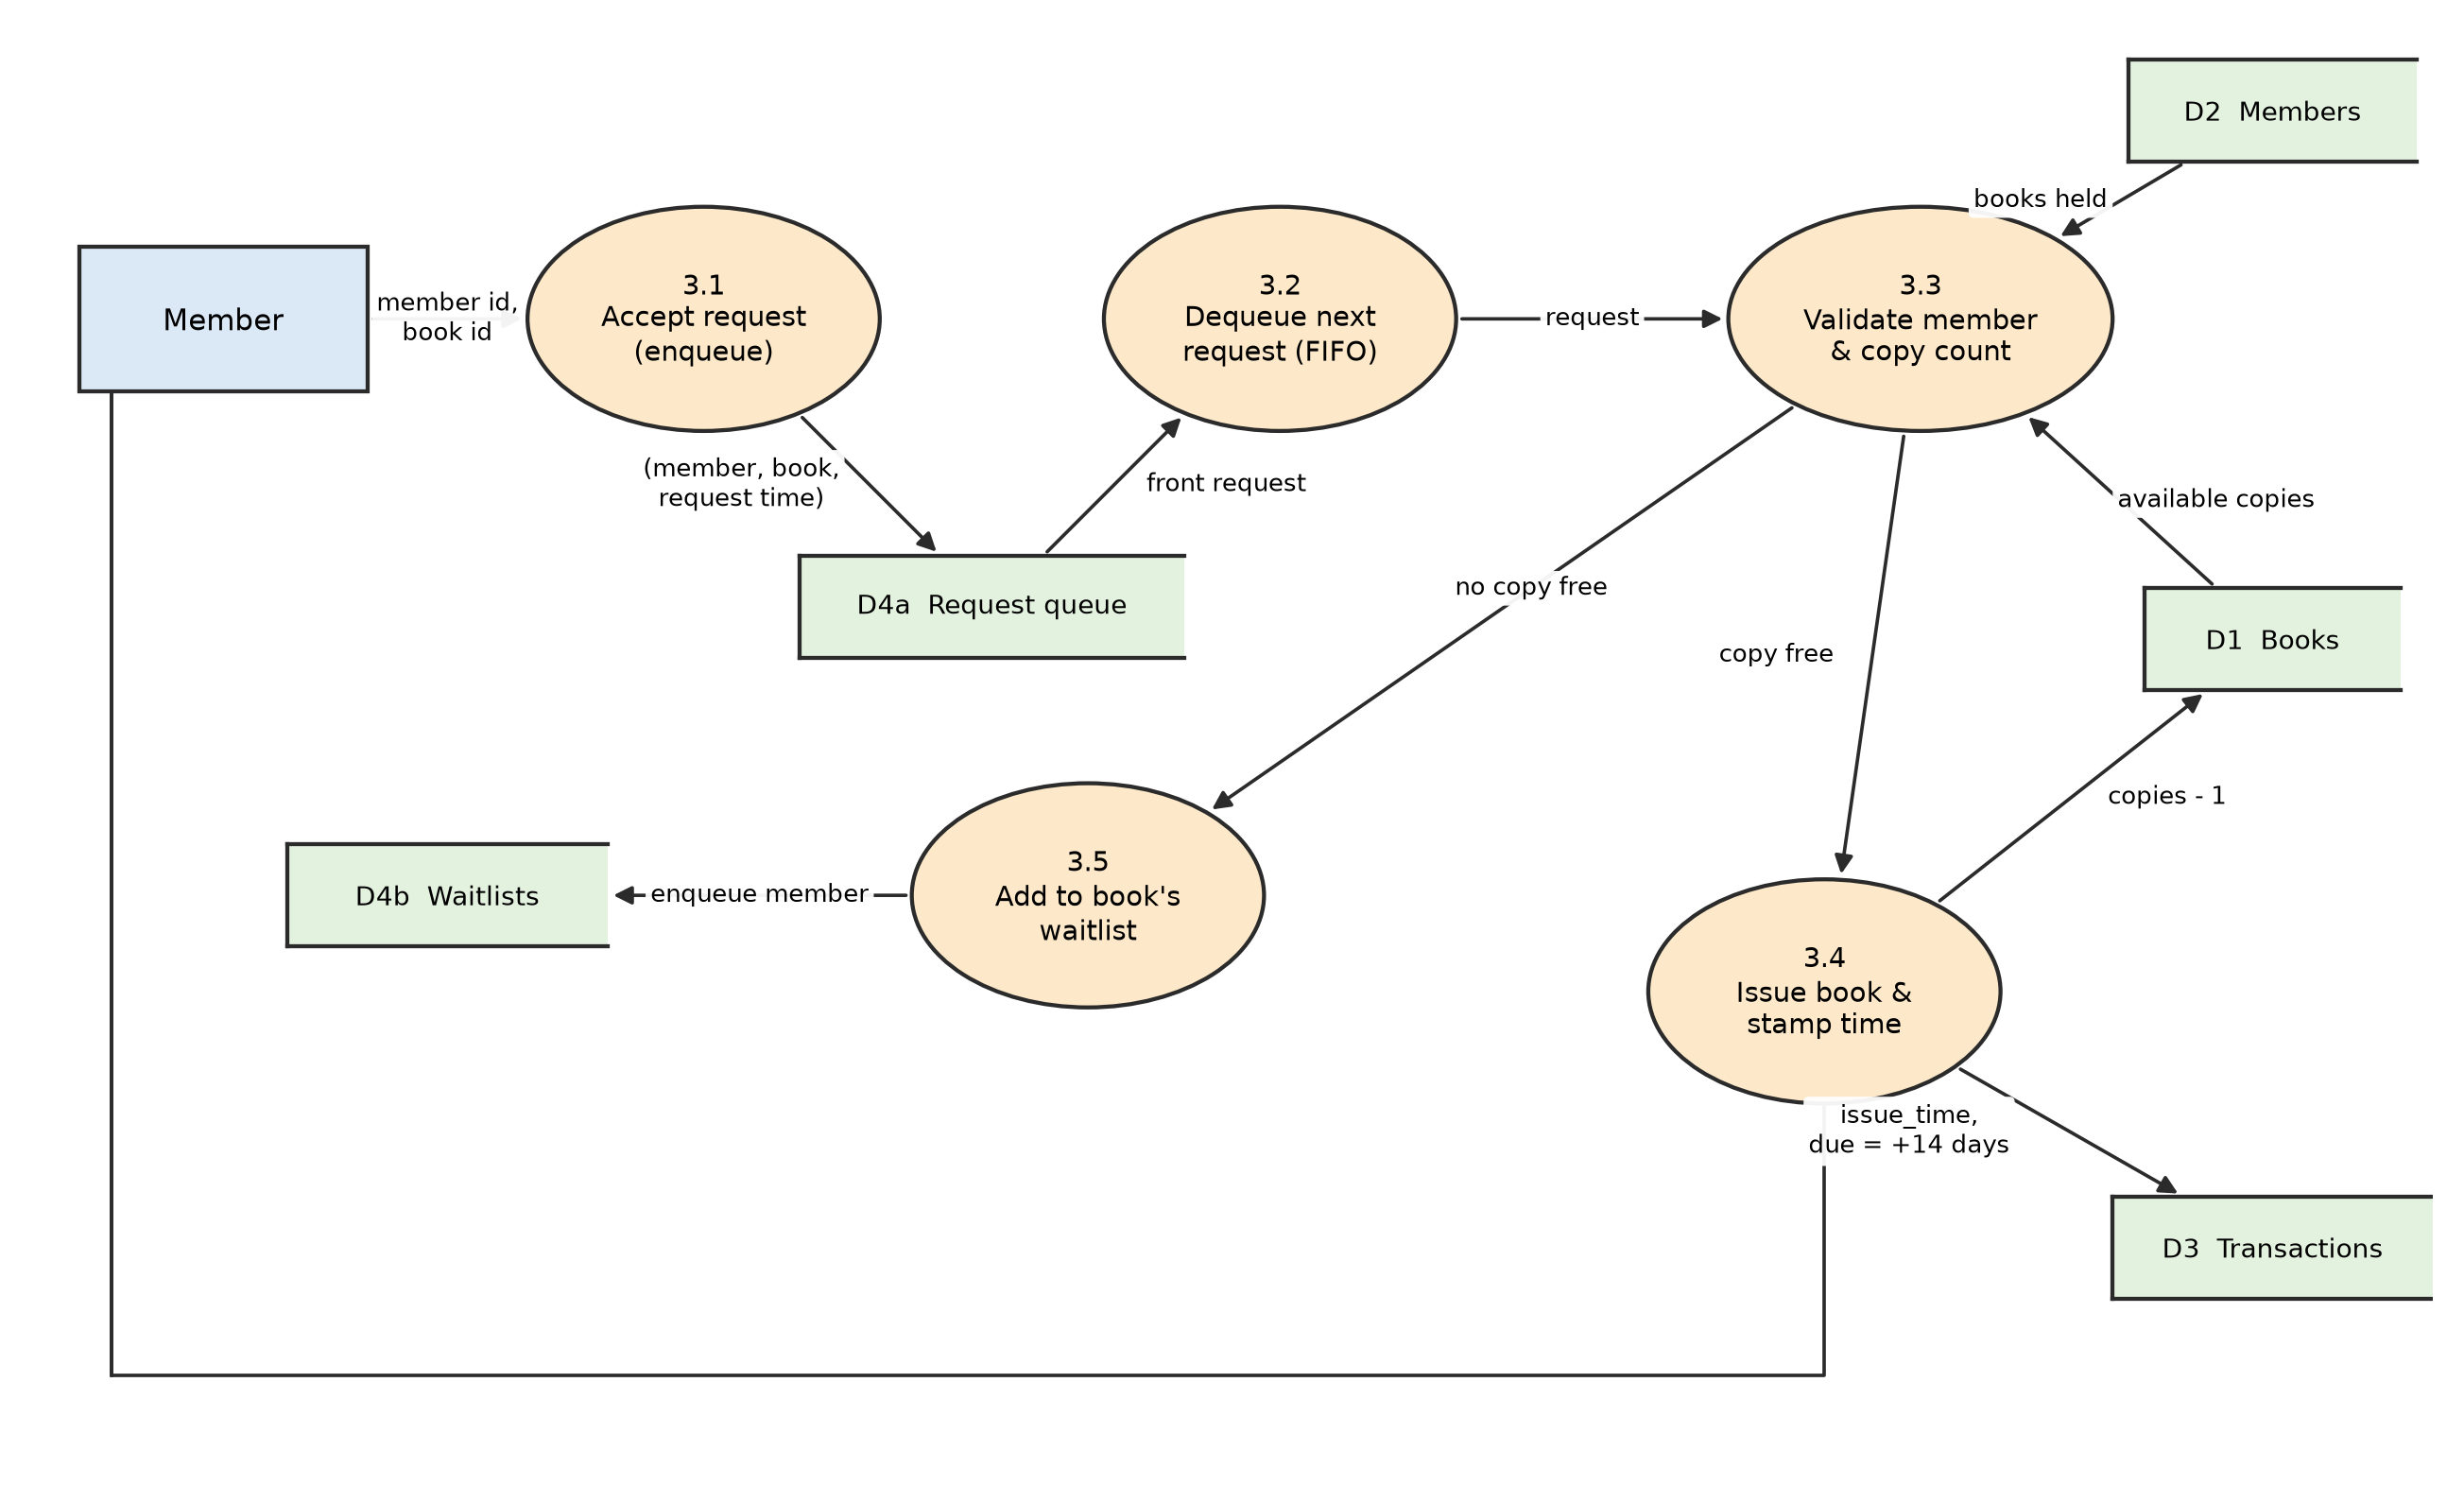 D2  Members
books held
Member
member id,
book id
3.1
Accept request
(enqueue)
3.2
Dequeue next
request (FIFO)
request
3.3
Validate member
& copy count
(member, book,
request time)
front request
available copies
D4a  Request queue
no copy free
copy free
D1  Books
copies - 1
D4b  Waitlists
enqueue member
3.5
Add to book's
waitlist
3.4
Issue book &
stamp time
issue_time,
due = +14 days
D3  Transactions